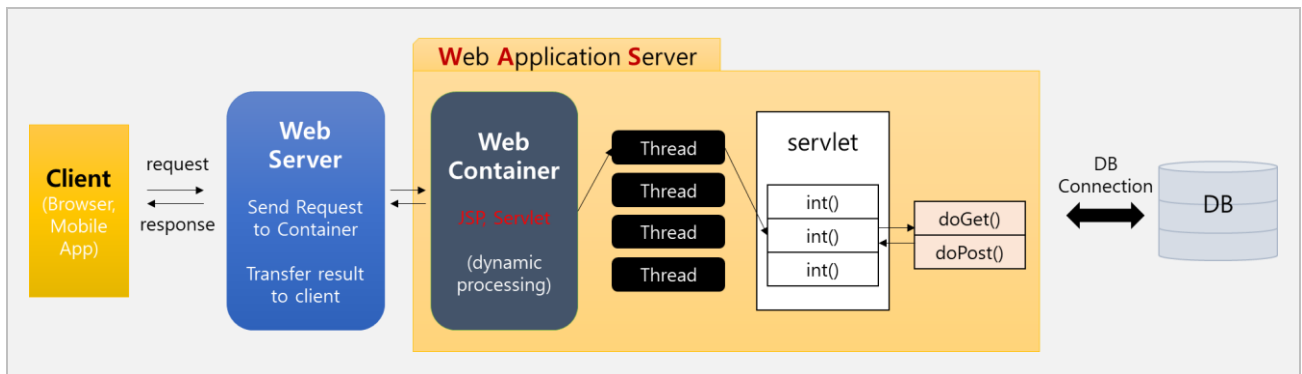 Web Application Server
Client
(Browser,
Mobile
App)
request
response
Web
Server
Send Request
to Container
Transfer result
to client
Web
Container
JSP, Servlet
(dynamic
processing)
Thread
Thread
Thread
Thread
servlet
int()
int()
int()
doGet()
doPost()
DB
Connection
DB